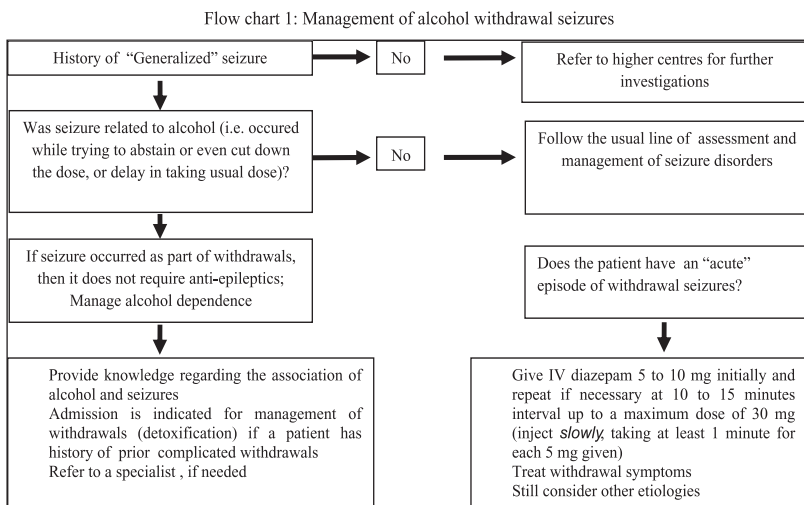 Flow chart 1: Management of alcohol withdrawal seizures
History of “Generalized” seizure
No
Refer to higher centres for further
investigations
Was seizure related to alcohol (i.e. occured
while trying to abstain or even cut down
the dose, or delay in taking usual dose)?
No
Follow the usual line of assessment and
management of seizure disorders
If seizure occurred as part of withdrawals,
then it does not require anti-epileptics;
Manage alcohol dependence
Does the patient have an “acute”
episode of withdrawal seizures?
Provide knowledge regarding the association of
alcohol and seizures
Admission is indicated for management of
withdrawals (detoxification) if a patient has
history of prior complicated withdrawals
Refer to a specialist , if needed
Give IV diazepam 5 to 10 mg initially and
repeat if necessary at 10 to 15 minutes
interval up to a maximum dose of 30 mg
(inject slowly, taking at least 1 minute for
each 5 mg given)
Treat withdrawal symptoms
Still consider other etiologies